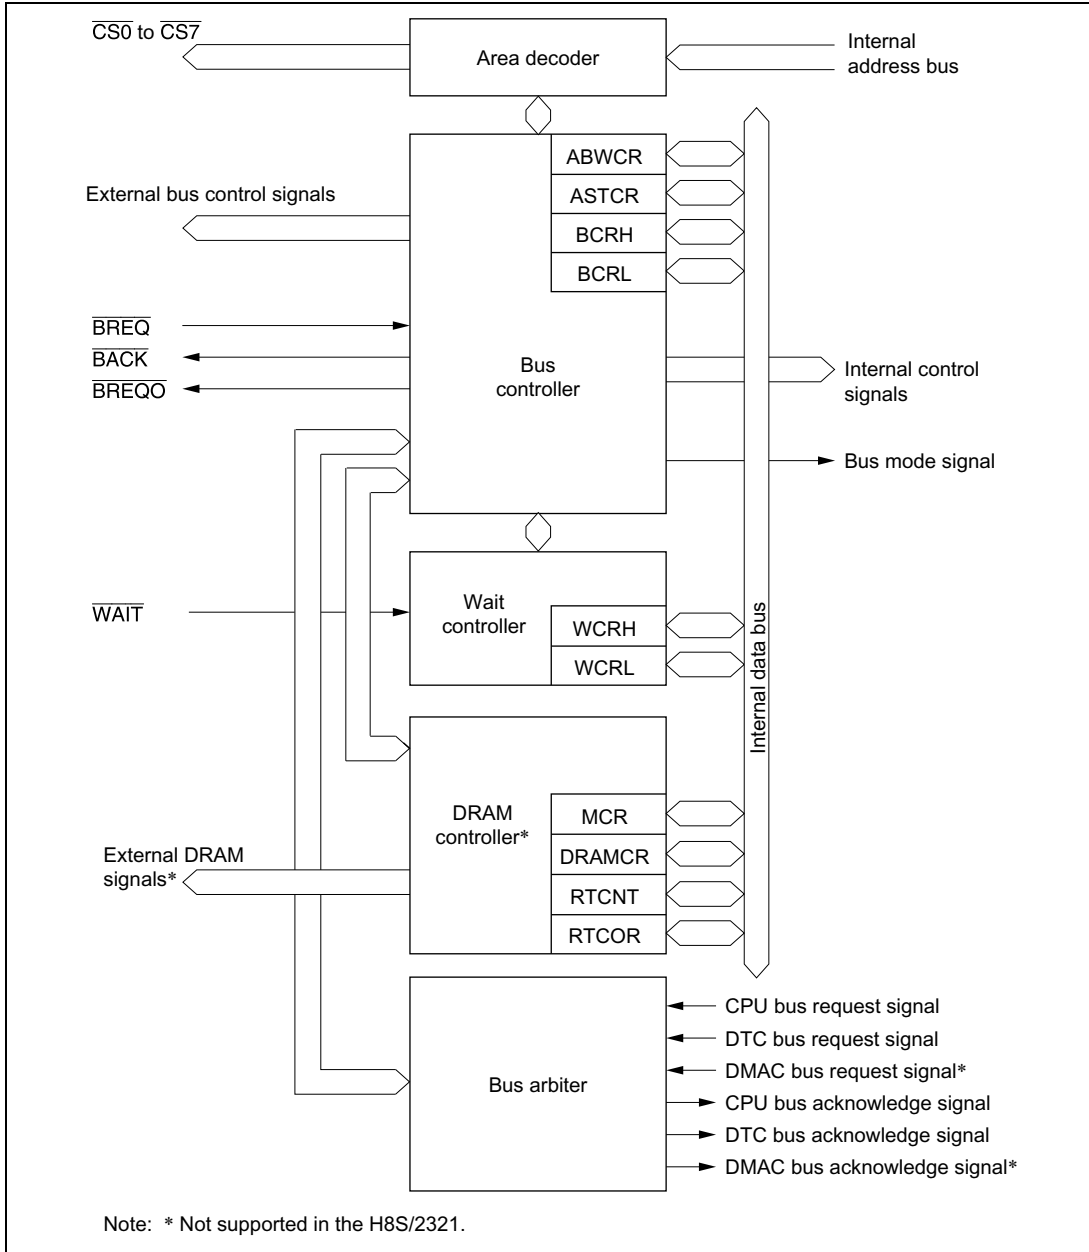 CS0 to CS7
Area decoder
Internal
address bus
ABWCR
ASTCR
External bus control signals
BCRH
BCRL
BREQ
BACK
BREQO
Bus
controller
Internal control
signals
Bus mode signal
WAIT
Wait
controller
WCRH
WCRL
Internal data bus
DRAM
controller*
MCR
DRAMCR
RTCNT
RTCOR
External DRAM
signals*
Bus arbiter
CPU bus request signal
DTC bus request signal
DMAC bus request signal*
CPU bus acknowledge signal
DTC bus acknowledge signal
DMAC bus acknowledge signal*
Note: * Not supported in the H8S/2321.